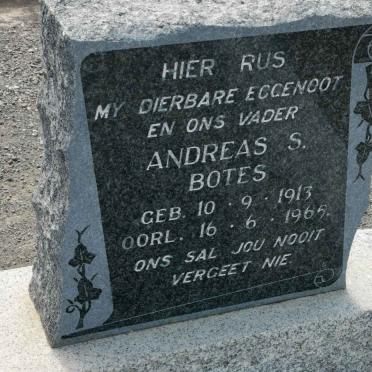 HIER RUS
MY DIERBARE EGGENOOT
EN ONS VADER
ANDREAS S.
BOTES
GEB. 10 · 9 · 1913
OORL. 16 · 6 · 1965.
ONS SAL JOU NOOIT
VERGEET NIE